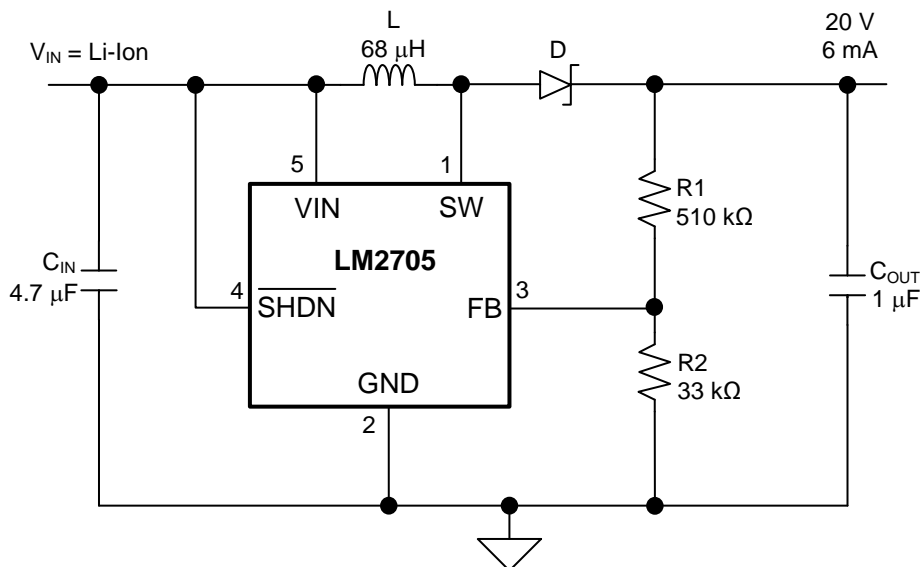 L
68 μH
V_IN = Li-Ion
D
20 V
6 mA
5
1
VIN
SW
LM2705
R1
510 kΩ
C_IN
4.7 μF
4
SHDN
3
FB
C_OUT
1 μF
R2
33 kΩ
GND
2